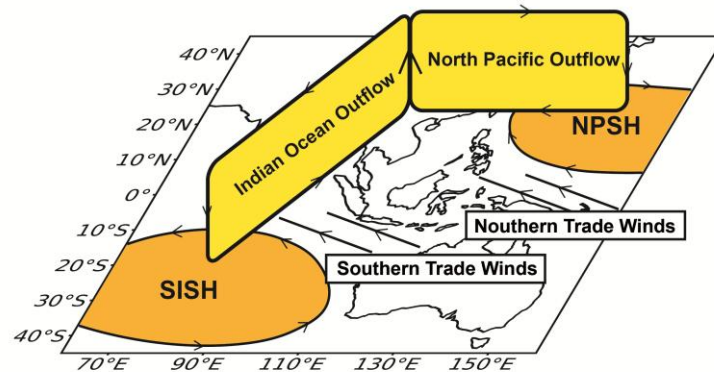 40°N
30°N
20°N
10°N
0°
10°S
20°S
30°S
40°S
70°E
90°E
110°E
130°E
150°E
Indian Ocean Outflow
North Pacific Outflow
NPSH
Nouthern Trade Winds
Southern Trade Winds
SISH